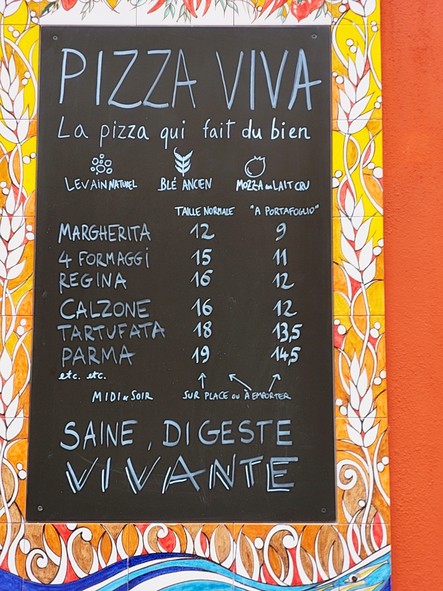 PIZZA VIVA
La pizza qui fait du bien
LEVAIN NATUREL BLÉ ANCIEN MOZZA au LAIT CRU
TAILLE NORMALE "A PORTAFOGLIO"
MARGHERITA 12 9
4 FORMAGGi 15 11
REGINA 16 12
CALZONE 16 12
TARTUFATA 18 13,5
PARMA 19 14,5
etc. etc.
MIDI & SOIR SUR PLACE OU À EMPORTER
SAINE, DIGESTE
VIVANTE